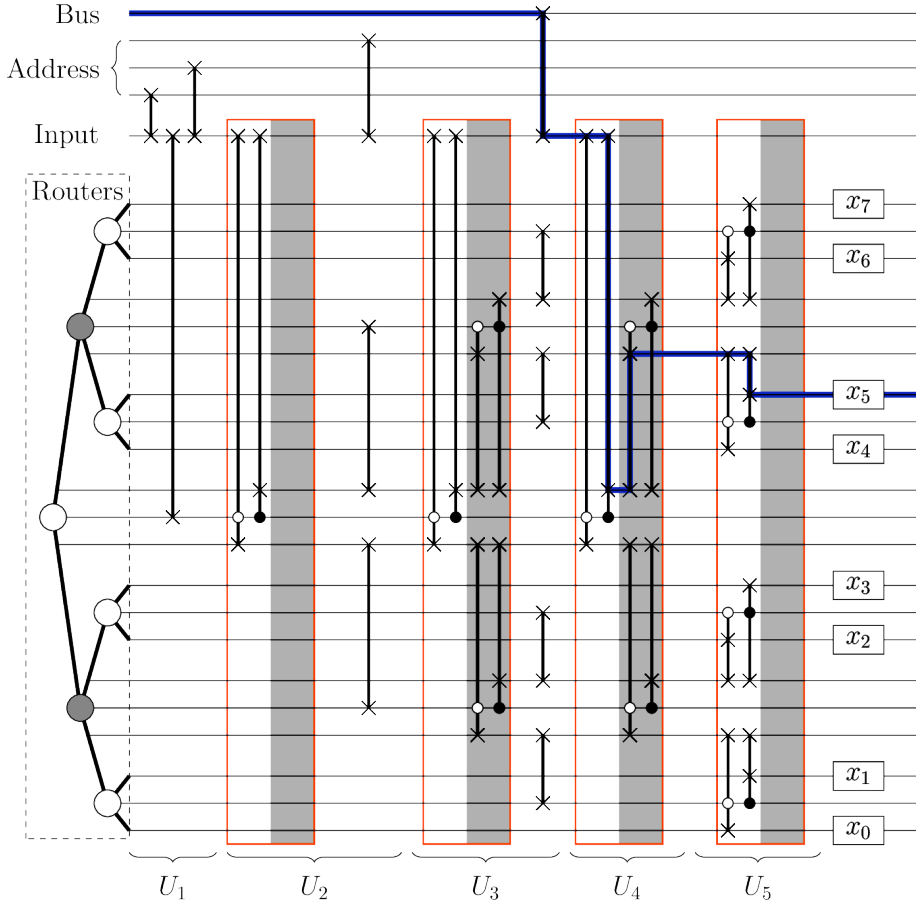 Bus
Address
Input
Routers
x₇
x₆
x₅
x₄
x₃
x₂
x₁
x₀
U₁ U₂ U₃ U₄ U₅